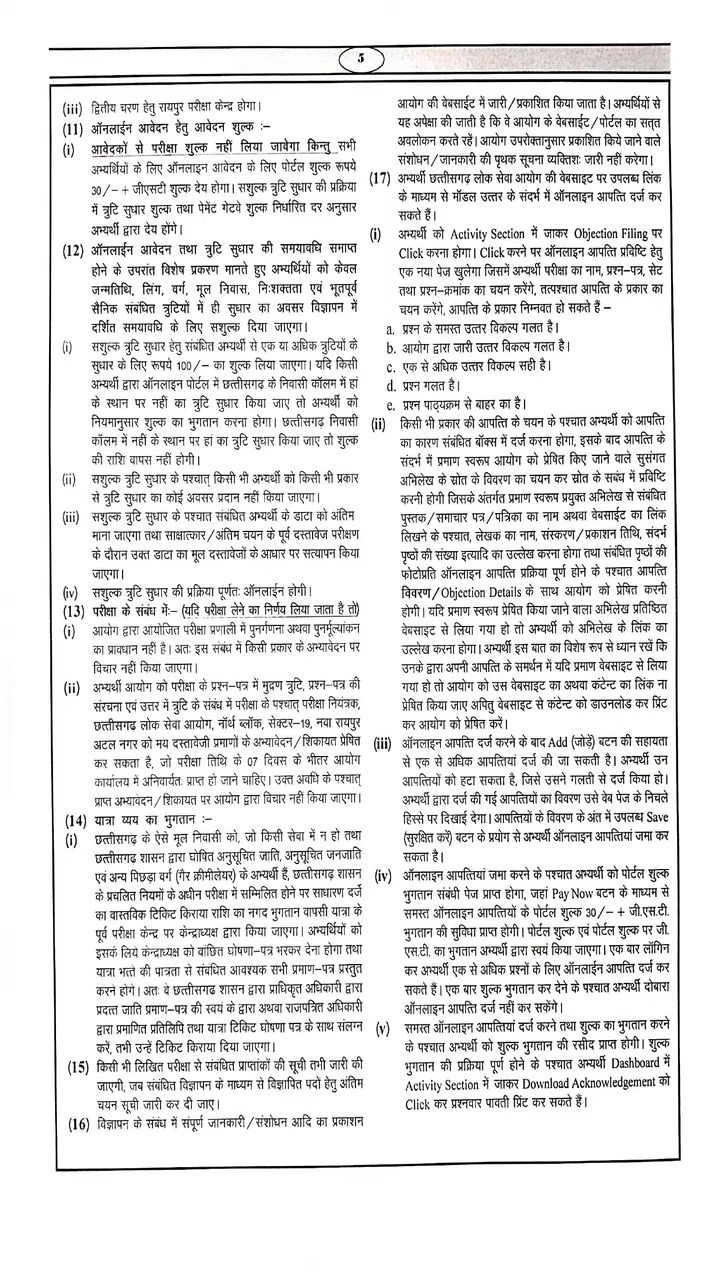 5
(iii) द्वितीय चरण हेतु रायपुर परीक्षा केन्द्र होगा।
(11) ऑनलाईन आवेदन हेतु आवेदन शुल्क :–
(i) आवेदकों से परीक्षा शुल्क नहीं लिया जावेगा किन्तु सभी
अभ्यर्थियों के लिए ऑनलाइन आवेदन के लिए पोर्टल शुल्क रूपये
30/– + जीएसटी शुल्क देय होगा। सशुल्क त्रुटि सुधार की प्रक्रिया
में त्रुटि सुधार शुल्क तथा पेमेंट गेटवे शुल्क निर्धारित दर अनुसार
अभ्यर्थी द्वारा देय होंगे।
(12) ऑनलाईन आवेदन तथा त्रुटि सुधार की समयावधि समाप्त
होने के उपरांत विशेष प्रकरण मानते हुए अभ्यर्थियों को केवल
जन्मतिथि, लिंग, वर्ग, मूल निवास, निःशक्तता एवं भूतपूर्व
सैनिक संबंधित त्रुटियों में ही सुधार का अवसर विज्ञापन में
दर्शित समयावधि के लिए सशुल्क दिया जाएगा।
(i) सशुल्क त्रुटि सुधार हेतु संबंधित अभ्यर्थी से एक या अधिक त्रुटियों के
सुधार के लिए रूपये 100/– का शुल्क लिया जाएगा। यदि किसी
अभ्यर्थी द्वारा ऑनलाइन पोर्टल में छत्तीसगढ़ के निवासी कॉलम में हां
के स्थान पर नहीं का त्रुटि सुधार किया जाए तो अभ्यर्थी को
नियमानुसार शुल्क का भुगतान करना होगा। छत्तीसगढ़ निवासी
कॉलम में नहीं के स्थान पर हां का त्रुटि सुधार किया जाए तो शुल्क
की राशि वापस नहीं होगी।
(ii) सशुल्क त्रुटि सुधार के पश्चात् किसी भी अभ्यर्थी को किसी भी प्रकार
से त्रुटि सुधार का कोई अवसर प्रदान नहीं किया जाएगा।
(iii) सशुल्क त्रुटि सुधार के पश्चात संबंधित अभ्यर्थी के डाटा को अंतिम
माना जाएगा तथा साक्षात्कार/अंतिम चयन के पूर्व दस्तावेज परीक्षण
के दौरान उक्त डाटा का मूल दस्तावेजों के आधार पर सत्यापन किया
जाएगा।
(iv) सशुल्क त्रुटि सुधार की प्रक्रिया पूर्णतः ऑनलाईन होगी।
(13) परीक्षा के संबंध में:– (यदि परीक्षा लेने का निर्णय लिया जाता है तो)
(i) आयोग द्वारा आयोजित परीक्षा प्रणाली में पुनर्गणना अथवा पुनर्मूल्यांकन
का प्रावधान नहीं है। अतः इस संबंध में किसी प्रकार के अभ्यावेदन पर
विचार नहीं किया जाएगा।
(ii) अभ्यर्थी आयोग को परीक्षा के प्रश्न–पत्र में मुद्रण त्रुटि, प्रश्न–पत्र की
संरचना एवं उत्तर में त्रुटि के संबंध में परीक्षा के पश्चात् परीक्षा नियंत्रक,
छत्तीसगढ़ लोक सेवा आयोग, नॉर्थ ब्लॉक, सेक्टर–19, नवा रायपुर
अटल नगर को मय दस्तावेजी प्रमाणों के अभ्यावेदन/शिकायत प्रेषित
कर सकता है, जो परीक्षा तिथि के 07 दिवस के भीतर आयोग
कार्यालय में अनिवार्यतः प्राप्त हो जाने चाहिए। उक्त अवधि के पश्चात्
प्राप्त अभ्यावेदन/शिकायत पर आयोग द्वारा विचार नहीं किया जाएगा।
(14) यात्रा व्यय का भुगतान :–
(i) छत्तीसगढ़ के ऐसे मूल निवासी को, जो किसी सेवा में न हो तथा
छत्तीसगढ़ शासन द्वारा घोषित अनुसूचित जाति, अनुसूचित जनजाति
एवं अन्य पिछड़ा वर्ग (गैर क्रीमीलेयर) के अभ्यर्थी हैं, छत्तीसगढ़ शासन
के प्रचलित नियमों के अधीन परीक्षा में सम्मिलित होने पर साधारण दर्जे
का वास्तविक टिकिट किराया राशि का नगद भुगतान वापसी यात्रा के
पूर्व परीक्षा केन्द्र पर केन्द्राध्यक्ष द्वारा किया जाएगा। अभ्यर्थियों को
इसके लिये केन्द्राध्यक्ष को वांछित घोषणा–पत्र भरकर देना होगा तथा
यात्रा भत्ते की पात्रता से संबंधित आवश्यक सभी प्रमाण–पत्र प्रस्तुत
करने होगे। अतः वे छत्तीसगढ़ शासन द्वारा प्राधिकृत अधिकारी द्वारा
प्रदत्त जाति प्रमाण–पत्र की स्वयं के द्वारा अथवा राजपत्रित अधिकारी
द्वारा प्रमाणित प्रतिलिपि तथा यात्रा टिकिट घोषणा पत्र के साथ संलग्न
करें, तभी उन्हें टिकिट किराया दिया जाएगा।
(15) किसी भी लिखित परीक्षा से संबंधित प्राप्तांकों की सूची तभी जारी की
जाएगी, जब संबंधित विज्ञापन के माध्यम से विज्ञापित पदों हेतु अंतिम
चयन सूची जारी कर दी जाए।
(16) विज्ञापन के संबंध में संपूर्ण जानकारी/संशोधन आदि का प्रकाशन
आयोग की वेबसाईट में जारी/प्रकाशित किया जाता है। अभ्यर्थियों से
यह अपेक्षा की जाती है कि वे आयोग के वेबसाईट/पोर्टल का सतत्
अवलोकन करते रहें। आयोग उपरोक्तानुसार प्रकाशित किये जाने वाले
संशोधन/जानकारी की पृथक सूचना व्यक्तिशः जारी नहीं करेगा।
(17) अभ्यर्थी छत्तीसगढ़ लोक सेवा आयोग की वेबसाइट पर उपलब्ध लिंक
के माध्यम से मॉडल उत्तर के संदर्भ में ऑनलाइन आपत्ति दर्ज कर
सकते हैं।
(i) अभ्यर्थी को Activity Section में जाकर Objection Filing पर
Click करना होगा। Click करने पर ऑनलाइन आपत्ति प्रविष्टि हेतु
एक नया पेज खुलेगा जिसमें अभ्यर्थी परीक्षा का नाम, प्रश्न–पत्र, सेट
तथा प्रश्न–क्रमांक का चयन करेंगे, तत्पश्चात आपत्ति के प्रकार का
चयन करेंगे, आपत्ति के प्रकार निम्नवत हो सकते हैं –
a. प्रश्न के समस्त उत्तर विकल्प गलत है।
b. आयोग द्वारा जारी उत्तर विकल्प गलत है।
c. एक से अधिक उत्तर विकल्प सही है।
d. प्रश्न गलत है।
e. प्रश्न पाठ्यक्रम से बाहर का है।
(ii) किसी भी प्रकार की आपत्ति के चयन के पश्चात अभ्यर्थी को आपत्ति
का कारण संबंधित बॉक्स में दर्ज करना होगा, इसके बाद आपत्ति के
संदर्भ में प्रमाण स्वरूप आयोग को प्रेषित किए जाने वाले सुसंगत
अभिलेख के स्रोत के विवरण का चयन कर स्रोत के सबंध में प्रविष्टि
करनी होगी जिसके अंतर्गत प्रमाण स्वरूप प्रयुक्त अभिलेख से संबंधित
पुस्तक/समाचार पत्र/पत्रिका का नाम अथवा वेबसाईट का लिंक
लिखने के पश्चात, लेखक का नाम, संस्करण/प्रकाशन तिथि, संदर्भ
पृष्ठों की संख्या इत्यादि का उल्लेख करना होगा तथा संबंधित पृष्ठों की
फोटोप्रति ऑनलाइन आपत्ति प्रक्रिया पूर्ण होने के पश्चात आपत्ति
विवरण/Objection Details के साथ आयोग को प्रेषित करनी
होगी। यदि प्रमाण स्वरूप प्रेषित किया जाने वाला अभिलेख प्रतिष्ठित
वेबसाइट से लिया गया हो तो अभ्यर्थी को अभिलेख के लिंक का
उल्लेख करना होगा। अभ्यर्थी इस बात का विशेष रूप से ध्यान रखें कि
उनके द्वारा अपनी आपत्ति के समर्थन में यदि प्रमाण वेबसाइट से लिया
गया हो तो आयोग को उस वेबसाइट का अथवा कंटेन्ट का लिंक ना
प्रेषित किया जाए अपितु वेबसाइट से कंटेन्ट को डाउनलोड कर प्रिंट
कर आयोग को प्रेषित करें।
(iii) ऑनलाइन आपत्ति दर्ज करने के बाद Add (जोड़ें) बटन की सहायता
से एक से अधिक आपत्तियां दर्ज की जा सकती है। अभ्यर्थी उन
आपत्तियों को हटा सकता है, जिसे उसने गलती से दर्ज किया हो।
अभ्यर्थी द्वारा दर्ज की गई आपत्तियों का विवरण उसे वेब पेज के निचले
हिस्से पर दिखाई देगा। आपत्तियों के विवरण के अंत में उपलब्ध Save
(सुरक्षित करें) बटन के प्रयोग से अभ्यर्थी ऑनलाइन आपत्तियां जमा कर
सकता है।
(iv) ऑनलाइन आपत्तियां जमा करने के पश्चात अभ्यर्थी को पोर्टल शुल्क
भुगतान संबंधी पेज प्राप्त होगा, जहां Pay Now बटन के माध्यम से
समस्त ऑनलाइन आपत्तियों के पोर्टल शुल्क 30/– + जी.एस.टी.
भुगतान की सुविधा प्राप्त होगी। पोर्टल शुल्क एवं पोर्टल शुल्क पर जी.
एस.टी. का भुगतान अभ्यर्थी द्वारा स्वयं किया जाएगा। एक बार लॉगिन
कर अभ्यर्थी एक से अधिक प्रश्नों के लिए ऑनलाईन आपत्ति दर्ज कर
सकते हैं। एक बार शुल्क भुगतान कर देने के पश्चात अभ्यर्थी दोबारा
ऑनलाईन आपत्ति दर्ज नहीं कर सकेंगे।
(v) समस्त ऑनलाईन आपत्तियां दर्ज करने तथा शुल्क का भुगतान करने
के पश्चात अभ्यर्थी को शुल्क भुगतान की रसीद प्राप्त होगी। शुल्क
भुगतान की प्रक्रिया पूर्ण होने के पश्चात अभ्यर्थी Dashboard में
Activity Section में जाकर Download Acknowledgement को
Click कर प्रश्नवार पावती प्रिंट कर सकते हैं।